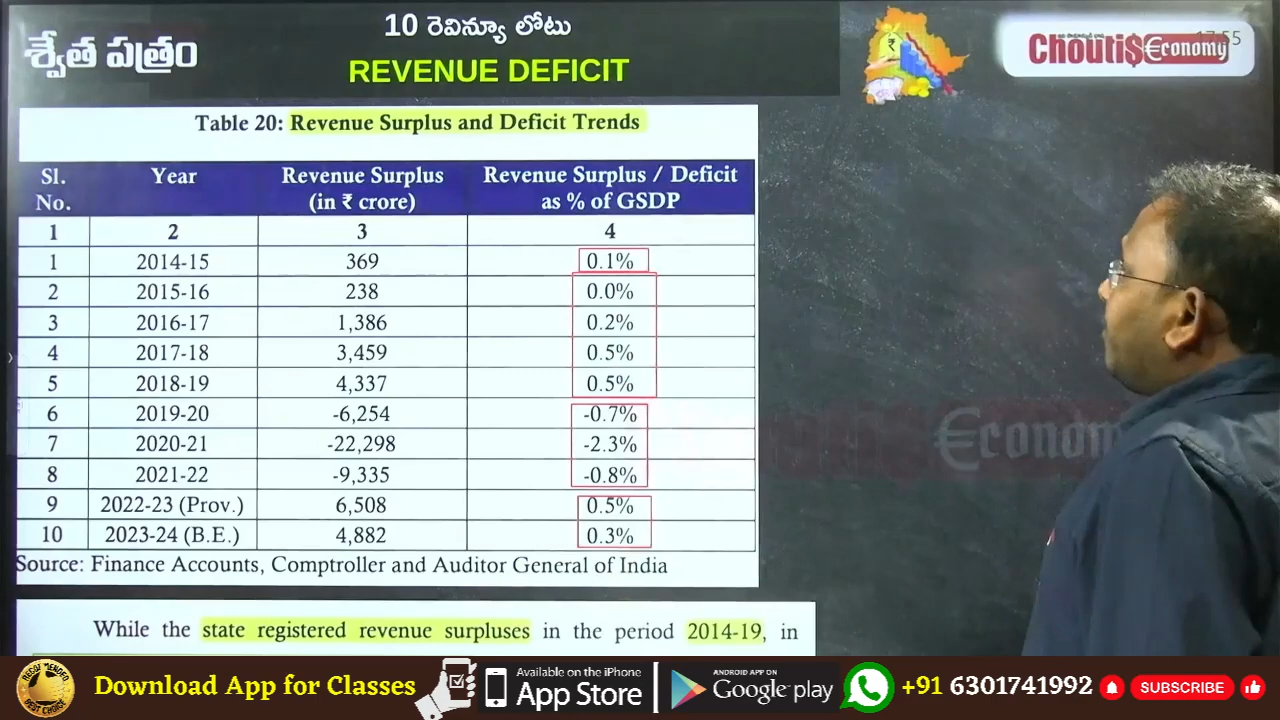 శ్వేత పత్రం
10 రెవిన్యూ లోటు
REVENUE DEFICIT
Chouti$ €conomy
:55
Table 20: Revenue Surplus and Deficit Trends
Sl. No. Year Revenue Surplus (in ₹ crore) Revenue Surplus / Deficit as % of GSDP
1 2 3 4
1 2014-15 369 0.1%
2 2015-16 238 0.0%
3 2016-17 1,386 0.2%
4 2017-18 3,459 0.5%
5 2018-19 4,337 0.5%
6 2019-20 -6,254 -0.7%
7 2020-21 -22,298 -2.3%
8 2021-22 -9,335 -0.8%
9 2022-23 (Prov.) 6,508 0.5%
10 2023-24 (B.E.) 4,882 0.3%
Source: Finance Accounts, Comptroller and Auditor General of India
While the state registered revenue surpluses in the period 2014-19, in
€conom
Download App for Classes
Available on the iPhone
App Store
ANDROID APP ON
Google play
+91 6301741992
SUBSCRIBE